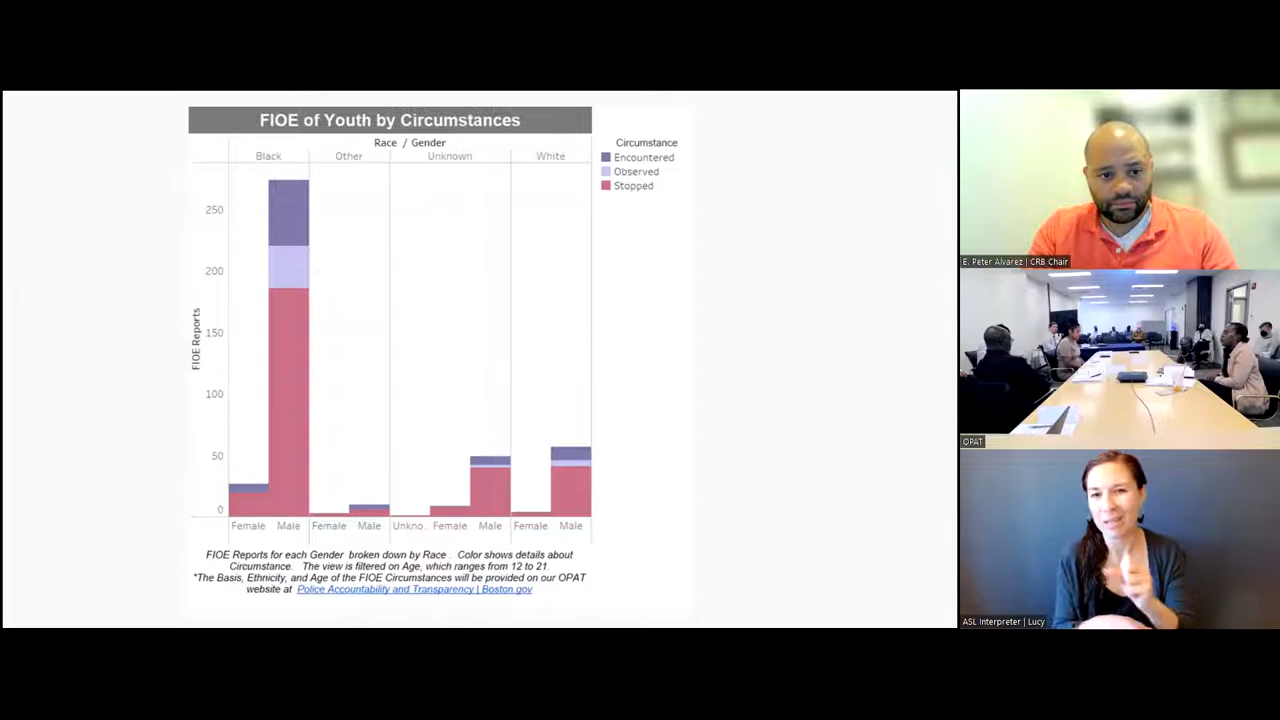 FIOE of Youth by Circumstances
Race / Gender
Black
Other
Unknown
White
Circumstance
Encountered
Observed
Stopped
FIOE Reports
250
200
150
100
50
0
Female
Male
Female
Male
Unkno..
Female
Male
Female
Male
FIOE Reports for each Gender broken down by Race . Color shows details about
Circumstance. The view is filtered on Age, which ranges from 12 to 21.
*The Basis, Ethnicity, and Age of the FIOE Circumstances will be provided on our OPAT
website at Police Accountability and Transparency | Boston.gov
E. Peter Alvarez | CRB Chair
OPAT
ASL Interpreter | Lucy